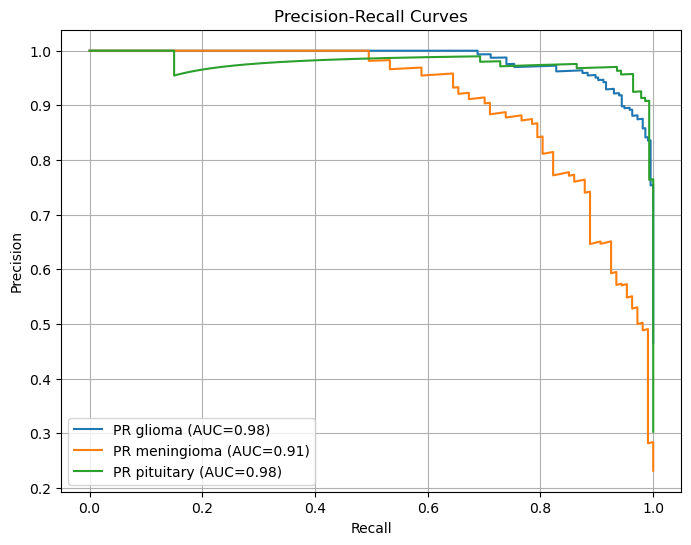 Precision-Recall Curves
Precision
1.0
0.9
0.8
0.7
0.6
0.5
0.4
0.3
0.2
PR glioma (AUC=0.98)
PR meningioma (AUC=0.91)
PR pituitary (AUC=0.98)
0.0
0.2
0.4
0.6
0.8
1.0
Recall